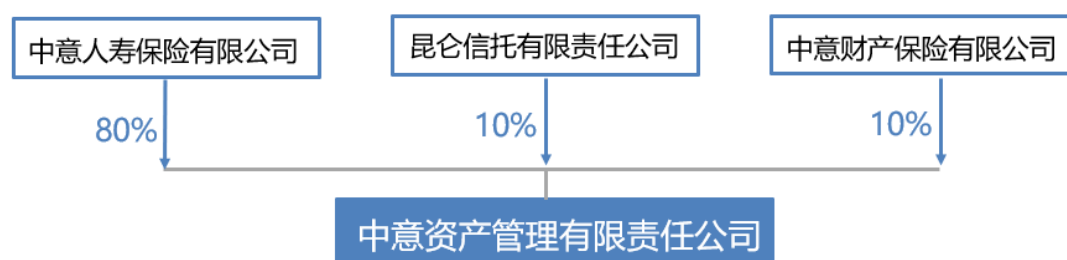 中意人寿保险有限公司
昆仑信托有限责任公司
中意财产保险有限公司
80%
10%
10%
中意资产管理有限责任公司